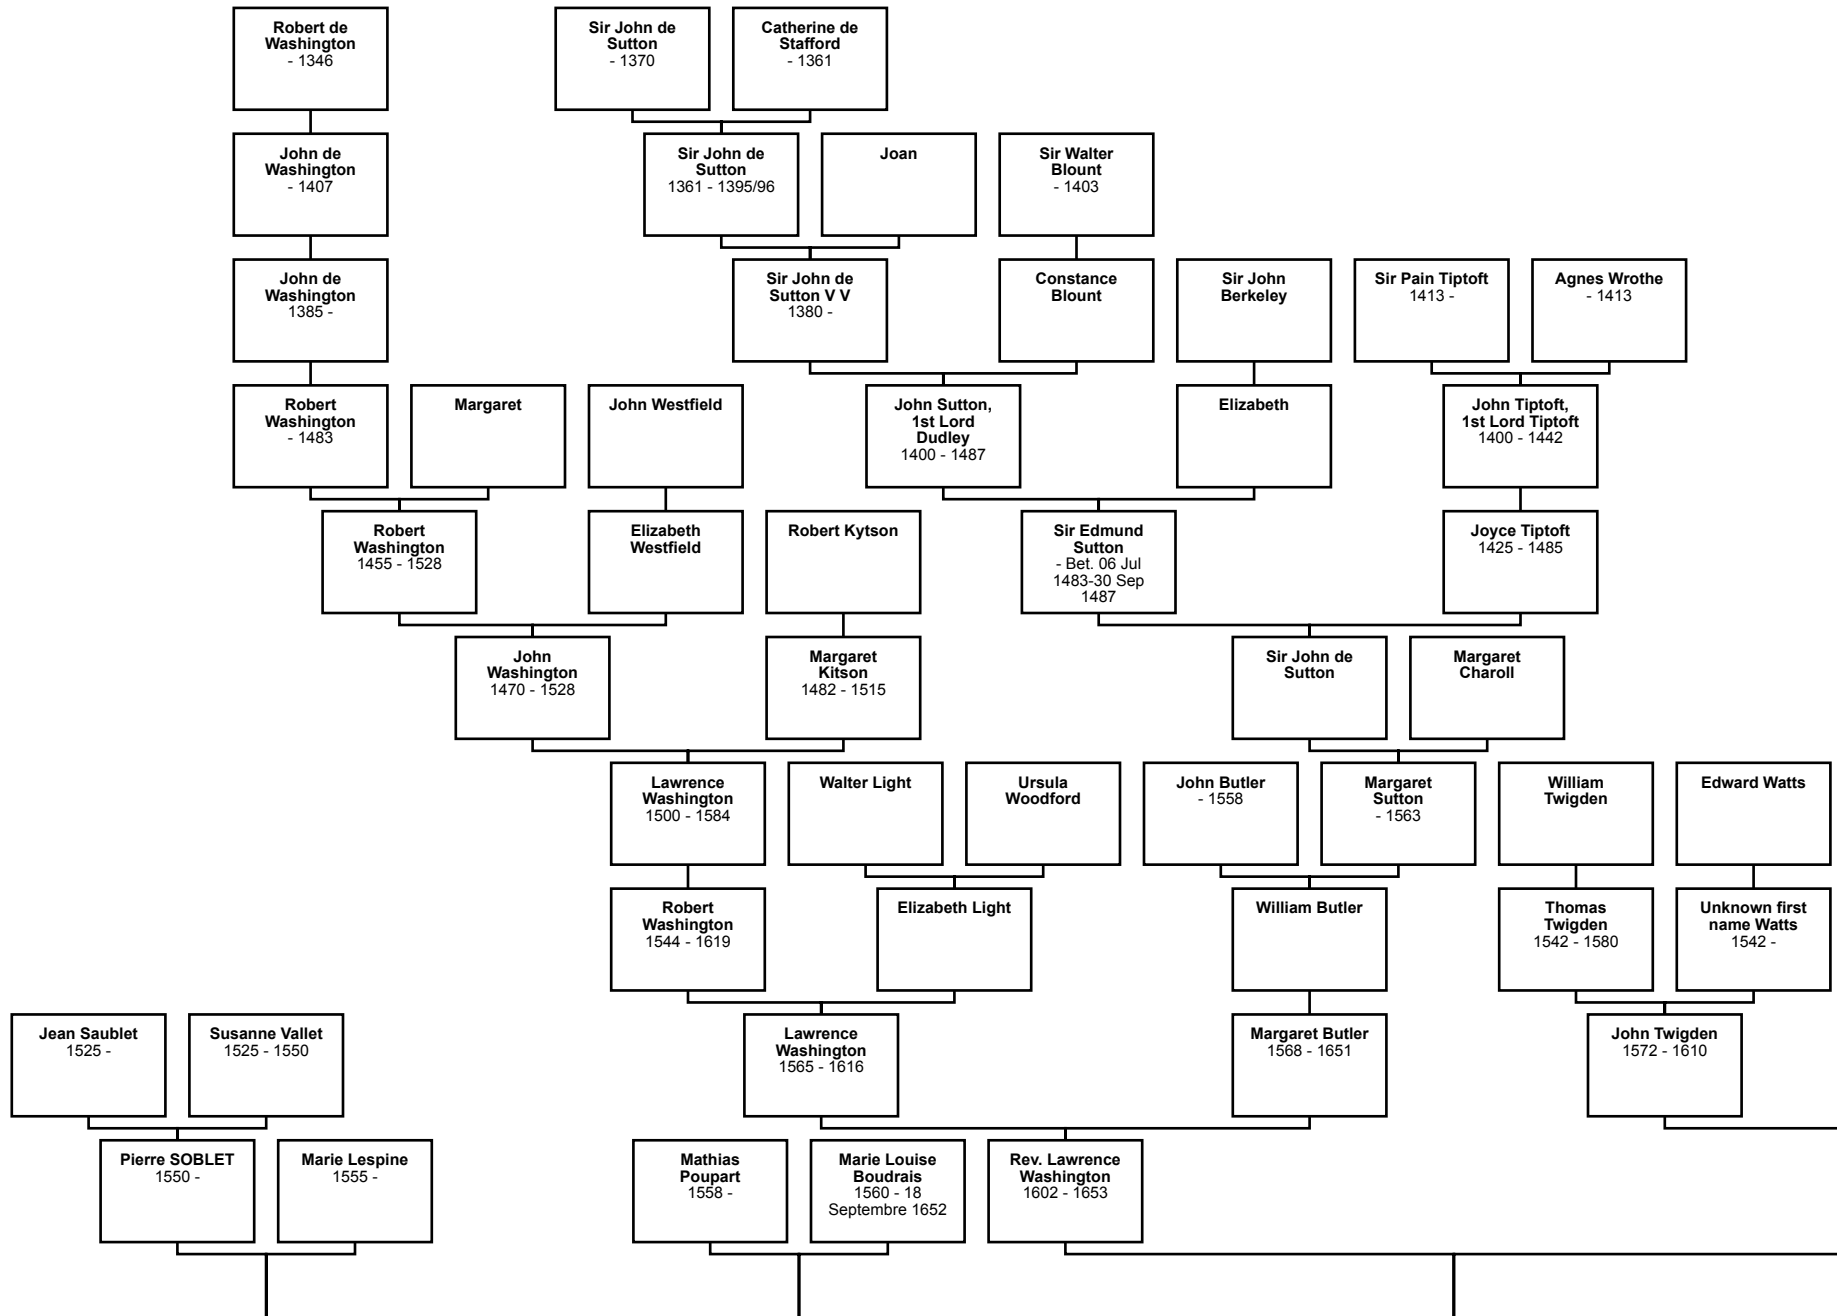 Robert de
Washington
- 1346
Sir John de
Sutton
- 1370
Catherine de
Stafford
- 1361
John de
Washington
- 1407
Sir John de
Sutton
1361 - 1395/96
Joan
Sir Walter
Blount
- 1403
John de
Washington
1385 -
Sir John de
Sutton V V
1380 -
Constance
Blount
Sir John
Berkeley
Sir Pain Tiptoft
1413 -
Agnes Wrothe
- 1413
Robert
Washington
- 1483
Margaret
John Westfield
John Sutton,
1st Lord
Dudley
1400 - 1487
Elizabeth
John Tiptoft,
1st Lord Tiptoft
1400 - 1442
Robert
Washington
1455 - 1528
Elizabeth
Westfield
Robert Kytson
Sir Edmund
Sutton
- Bet. 06 Jul
1483-30 Sep
1487
Joyce Tiptoft
1425 - 1485
John
Washington
1470 - 1528
Margaret
Kitson
1482 - 1515
Sir John de
Sutton
Margaret
Charoll
Lawrence
Washington
1500 - 1584
Walter Light
Ursula
Woodford
John Butler
- 1558
Margaret
Sutton
- 1563
William
Twigden
Edward Watts
Robert
Washington
1544 - 1619
Elizabeth Light
William Butler
Thomas
Twigden
1542 - 1580
Unknown first
name Watts
1542 -
Jean Saublet
1525 -
Susanne Vallet
1525 - 1550
Lawrence
Washington
1565 - 1616
Margaret Butler
1568 - 1651
John Twigden
1572 - 1610
Pierre SOBLET
1550 -
Marie Lespine
1555 -
Mathias
Poupart
1558 -
Marie Louise
Boudrais
1560 - 18
Septembre 1652
Rev. Lawrence
Washington
1602 - 1653